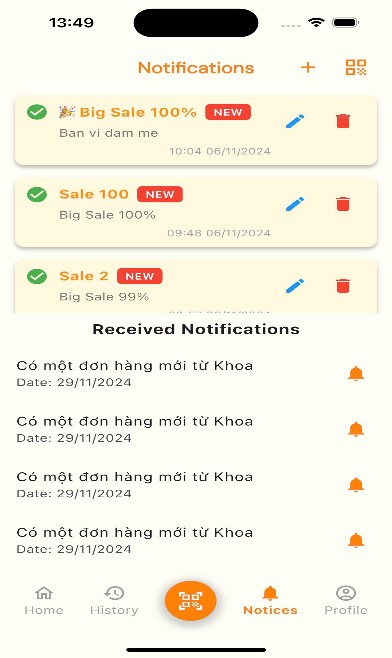 13:49
Notifications
🎉 Big Sale 100% NEW
Ban vi dam me
10:04 06/11/2024
Sale 100 NEW
Big Sale 100%
09:48 06/11/2024
Sale 2 NEW
Big Sale 99%
Received Notifications
Có một đơn hàng mới từ Khoa
Date: 29/11/2024
Có một đơn hàng mới từ Khoa
Date: 29/11/2024
Có một đơn hàng mới từ Khoa
Date: 29/11/2024
Có một đơn hàng mới từ Khoa
Date: 29/11/2024
Home History Notices Profile